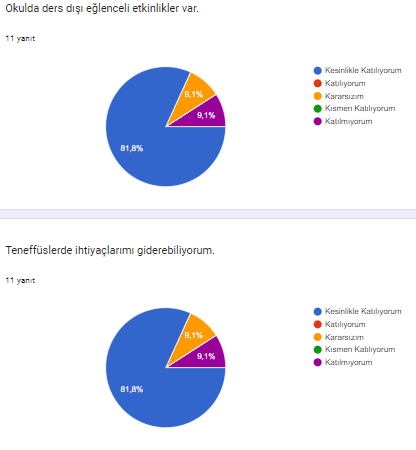 Okulda ders dışı eğlenceli etkinlikler var.
11 yanıt
9,1%
9,1%
81,8%
Kesinlikle Katılıyorum
Katılıyorum
Kararsızım
Kısmen Katılıyorum
Katılmıyorum
Teneffüslerde ihtiyaçlarımı giderebiliyorum.
11 yanıt
9,1%
9,1%
81,8%
Kesinlikle Katılıyorum
Katılıyorum
Kararsızım
Kısmen Katılıyorum
Katılmıyorum